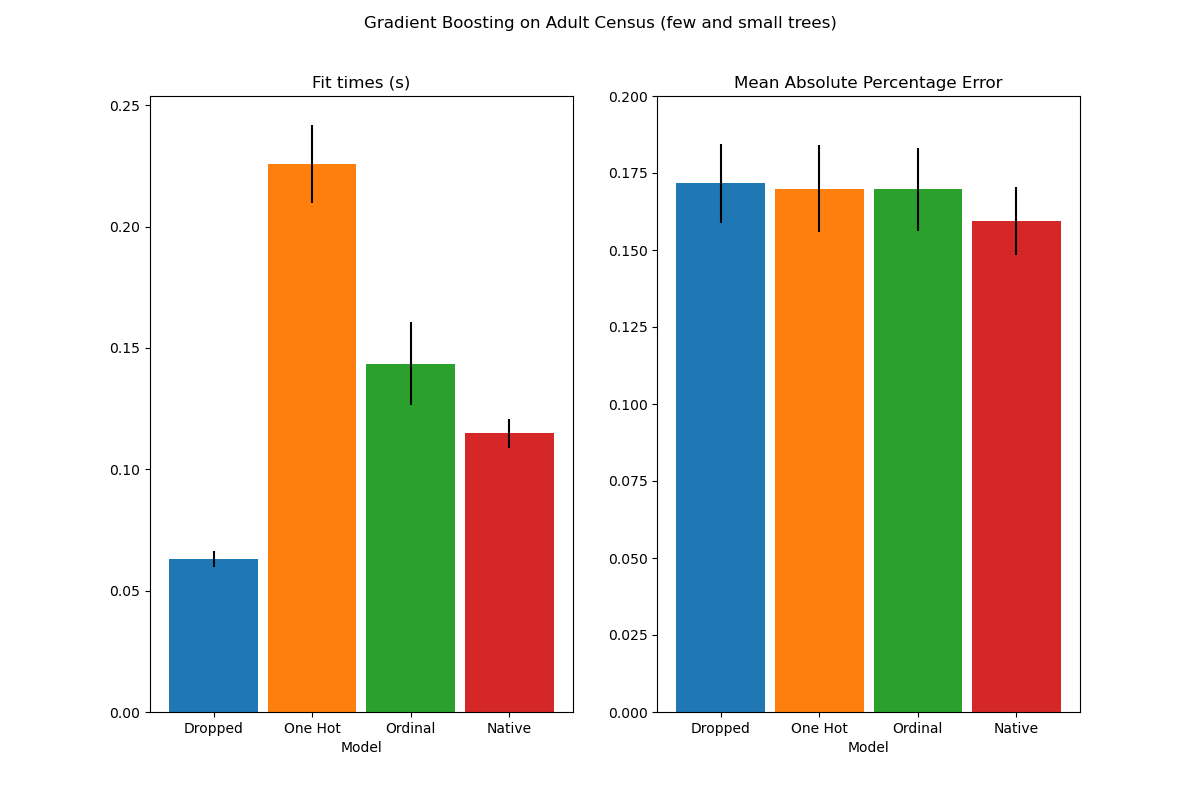 Gradient Boosting on Adult Census (few and small trees)
Fit times (s)
0.25
0.20
0.15
0.10
0.05
0.00
Dropped One Hot Ordinal Native
Model
Mean Absolute Percentage Error
0.200
0.175
0.150
0.125
0.100
0.075
0.050
0.025
0.000
Dropped One Hot Ordinal Native
Model